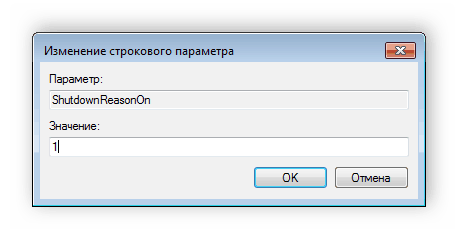 Изменение строкового параметра
Параметр:
ShutdownReasonOn
Значение:
1
OK Отмена